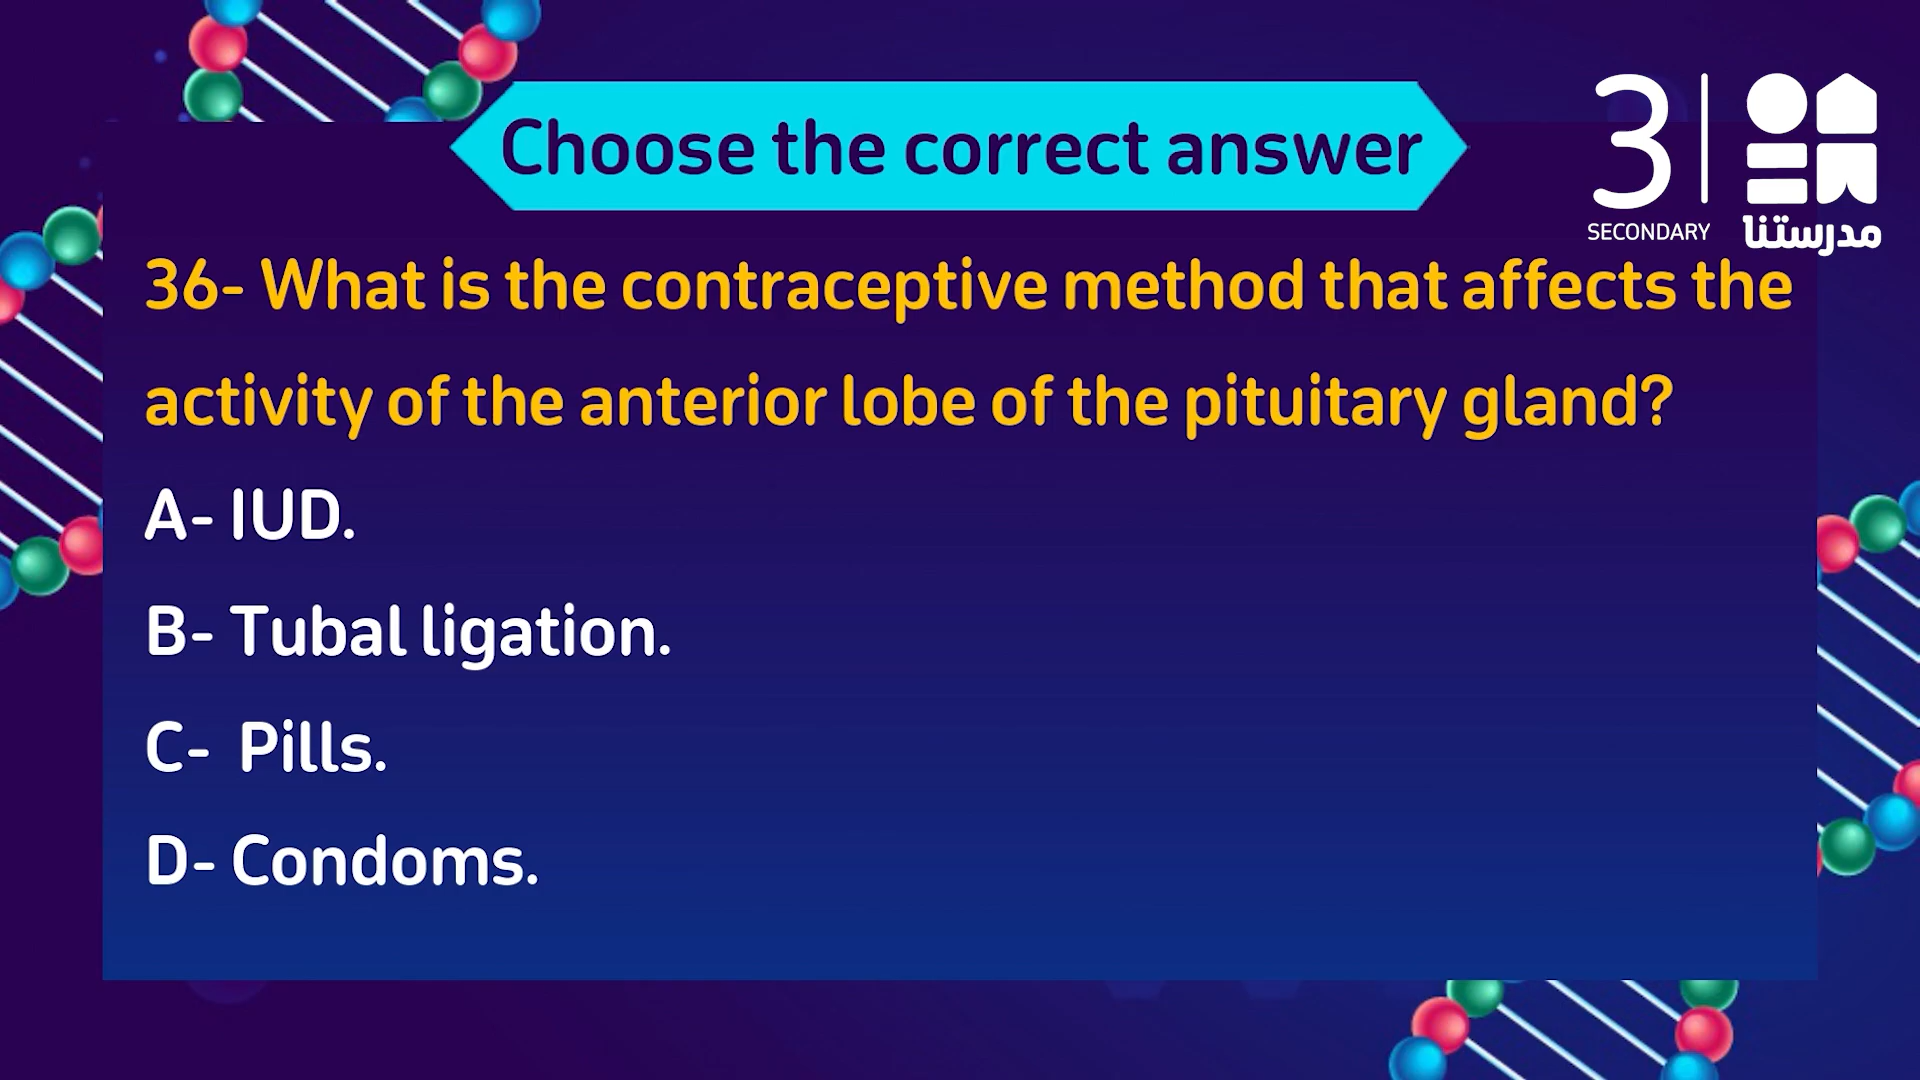 Choose the correct answer
3
SECONDARY
مدرستنا
36- What is the contraceptive method that affects the
activity of the anterior lobe of the pituitary gland?
A- IUD.
B- Tubal ligation.
C- Pills.
D- Condoms.